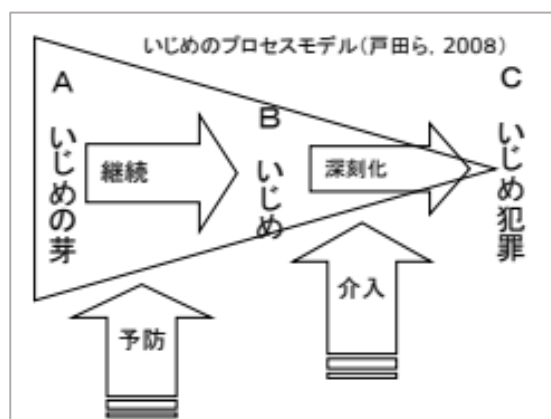 いじめのプロセスモデル(戸田ら, 2008)
A いじめの芽
継続
B いじめ
深刻化
C いじめ犯罪
予防
介入